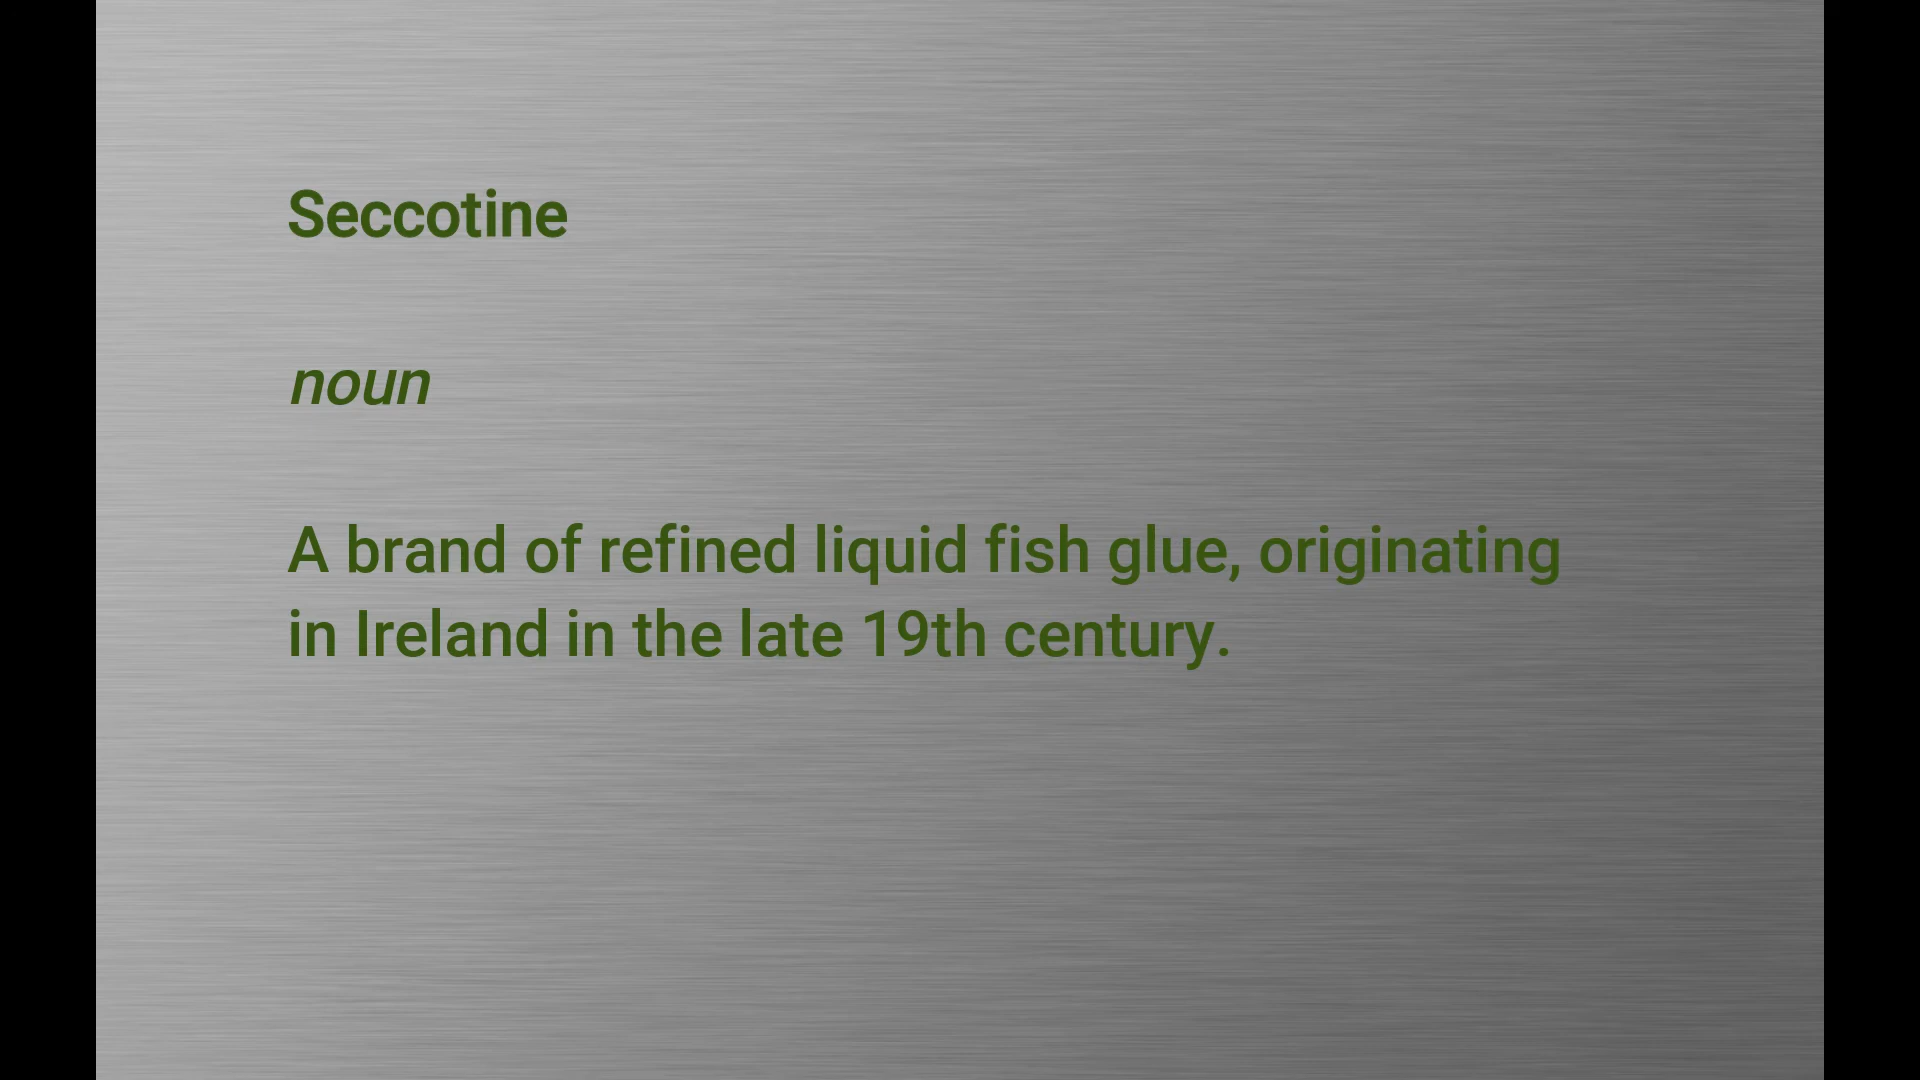 Seccotine
noun
A brand of refined liquid fish glue, originating
in Ireland in the late 19th century.